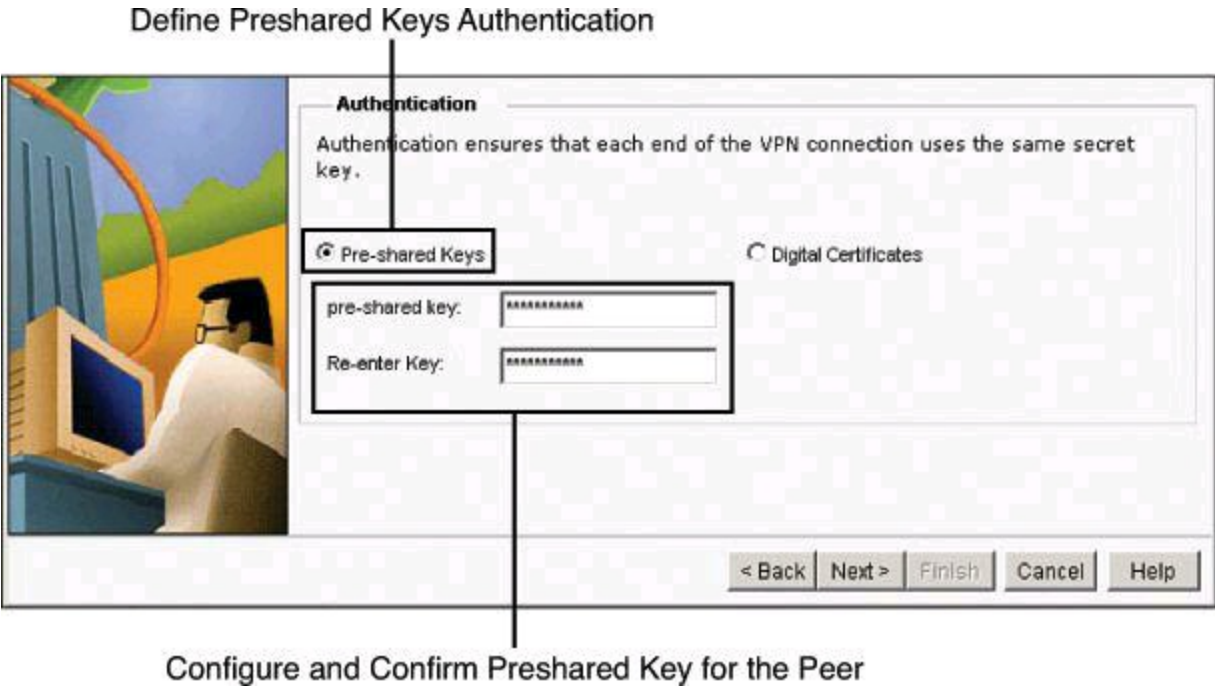 Define Preshared Keys Authentication
Authentication
Authentication ensures that each end of the VPN connection uses the same secret
key.
Pre-shared Keys
Digital Certificates
pre-shared key: ***********
Re-enter Key: ***********
< Back Next > Finish Cancel Help
Configure and Confirm Preshared Key for the Peer